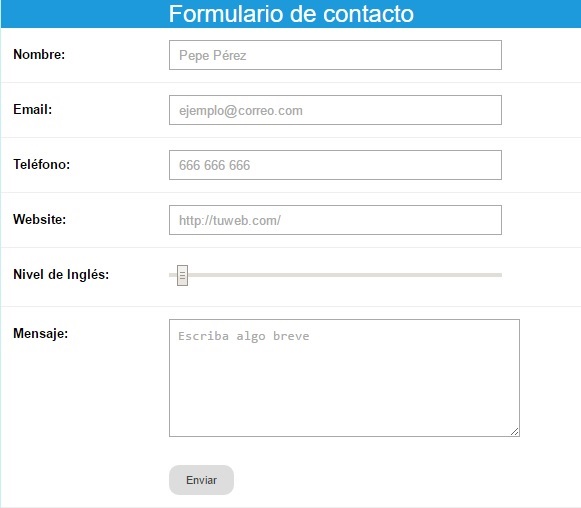 Formulario de contacto
Nombre: Pepe Pérez
Email: ejemplo@correo.com
Teléfono: 666 666 666
Website: http://tuweb.com/
Nivel de Inglés:
Mensaje: Escriba algo breve
Enviar